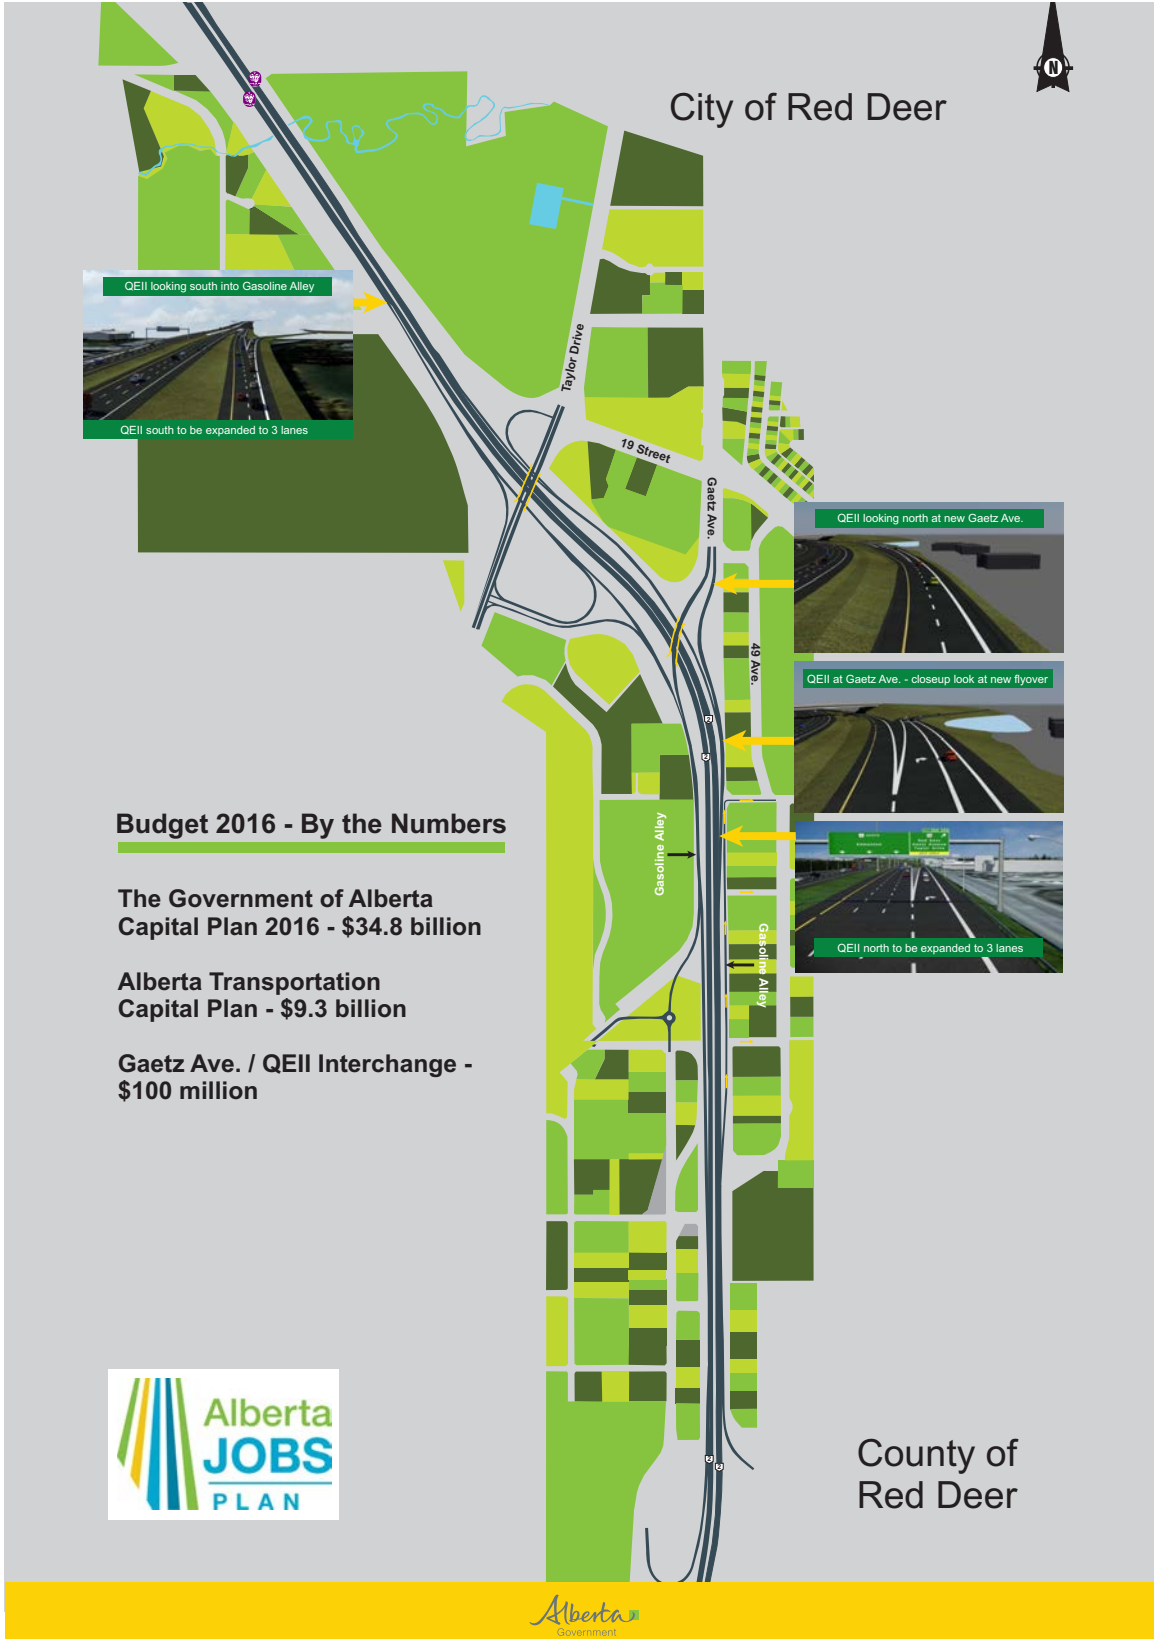 City of Red Deer
N
QEII looking south into Gasoline Alley
QEII south to be expanded to 3 lanes
Taylor Drive
19 Street
Gaetz Ave.
QEII looking north at new Gaetz Ave.
49 Ave.
QEII at Gaetz Ave. - closeup look at new flyover
2
2
Gasoline Alley
Gasoline Alley
QEII north to be expanded to 3 lanes
Budget 2016 - By the Numbers
The Government of Alberta
Capital Plan 2016 - $34.8 billion
Alberta Transportation
Capital Plan - $9.3 billion
Gaetz Ave. / QEII Interchange -
$100 million
Alberta
JOBS
PLAN
2
2
County of
Red Deer
Alberta
Government